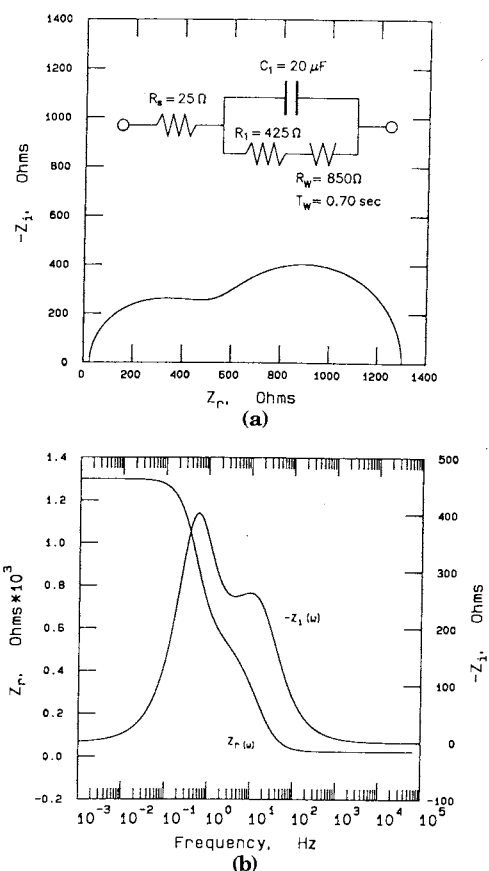 1400
1200
1000
800
600
400
200
0
-Zi, Ohms
C1 = 20 μF
Rs = 25 Ω
R1 = 425 Ω
RW = 850Ω
TW = 0.70 sec
0 200 400 600 800 1000 1200 1400
Zr, Ohms
(a)
1.4
1.2
1.0
0.8
0.6
0.4
0.2
0.0
-0.2
Zr, Ohms*10^3
500
400
300
200
100
0
-100
-Zi, Ohms
-Zi(ω)
Zr(ω)
10^-3 10^-2 10^-1 10^0 10^1 10^2 10^3 10^4 10^5
Frequency, Hz
(b)